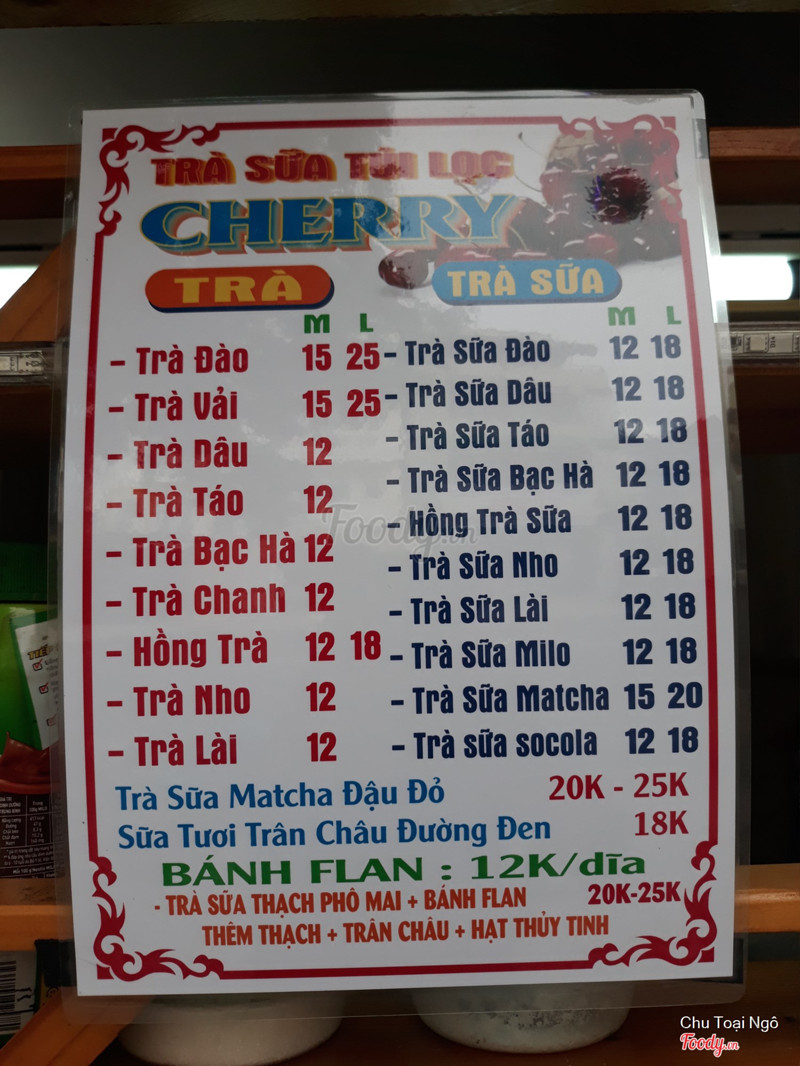 TRÀ SỮA TÚI LỌC
CHERRY
TRÀ
M L
- Trà Đào 15 25
- Trà Vải 15 25
- Trà Dâu 12
- Trà Táo 12
- Trà Bạc Hà 12
- Trà Chanh 12
- Hồng Trà 12 18
- Trà Nho 12
- Trà Lài 12
TRÀ SỮA
M L
- Trà Sữa Đào 12 18
- Trà Sữa Dâu 12 18
- Trà Sữa Táo 12 18
- Trà Sữa Bạc Hà 12 18
- Hồng Trà Sữa 12 18
- Trà Sữa Nho 12 18
- Trà Sữa Lài 12 18
- Trà Sữa Milo 12 18
- Trà Sữa Matcha 15 20
- Trà sữa socola 12 18
Trà Sữa Matcha Đậu Đỏ 20K - 25K
Sữa Tươi Trân Châu Đường Đen 18K
BÁNH FLAN : 12K/dĩa
- TRÀ SỮA THẠCH PHÔ MAI + BÁNH FLAN 20K-25K
THÊM THẠCH + TRÂN CHÂU + HẠT THỦY TINH
Foody.vn
Chu Toại Ngô
Foody.vn